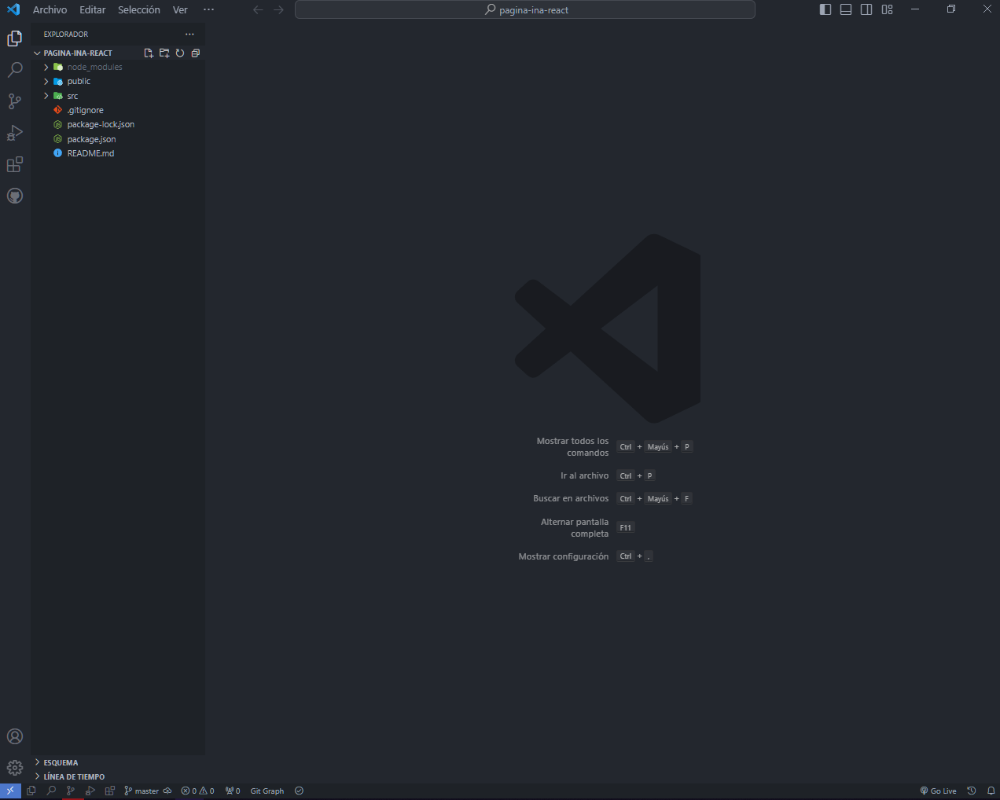 Archivo Editar Selección Ver ···
pagina-ina-react
EXPLORADOR ···
PAGINA-INA-REACT
node_modules
public
src
.gitignore
package-lock.json
package.json
README.md
Mostrar todos los
comandos
Ctrl + Mayús + P
Ir al archivo Ctrl + P
Buscar en archivos Ctrl + Mayús + F
Alternar pantalla
completa
F11
Mostrar configuración Ctrl + .
ESQUEMA
LÍNEA DE TIEMPO
master 0 0 0 Git Graph Go Live